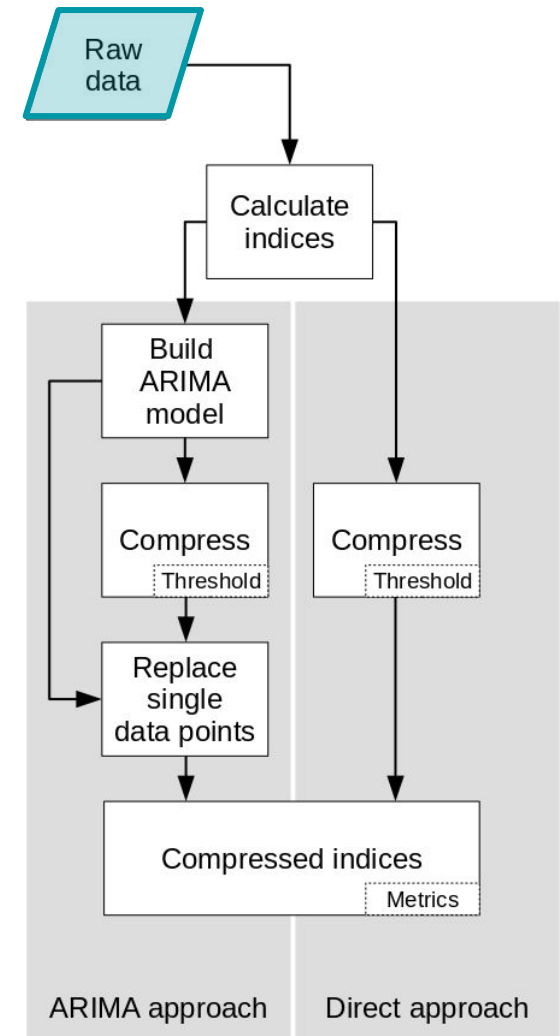 Raw
data
Calculate
indices
Build
ARIMA
model
Compress
Threshold
Compress
Threshold
Replace
single
data points
Compressed indices
Metrics
ARIMA approach
Direct approach